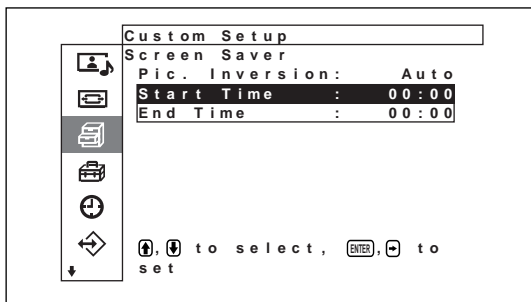 Custom Setup
Screen Saver
Pic. Inversion: Auto
Start Time : 00:00
End Time : 00:00
, to select, ENTER, to
set